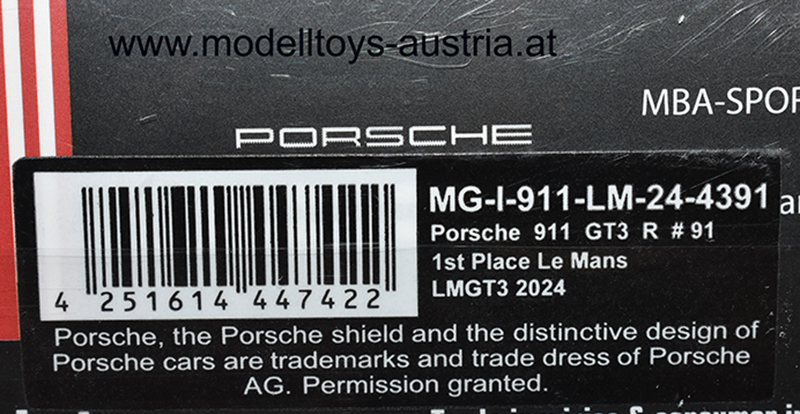 www.modelltoys-austria.at
MBA-SPOR
PORSCHE
MG-I-911-LM-24-4391
Porsche 911 GT3 R # 91
1st Place Le Mans
LMGT3 2024
4 251614 447422
Porsche, the Porsche shield and the distinctive design of
Porsche cars are trademarks and trade dress of Porsche
AG. Permission granted.